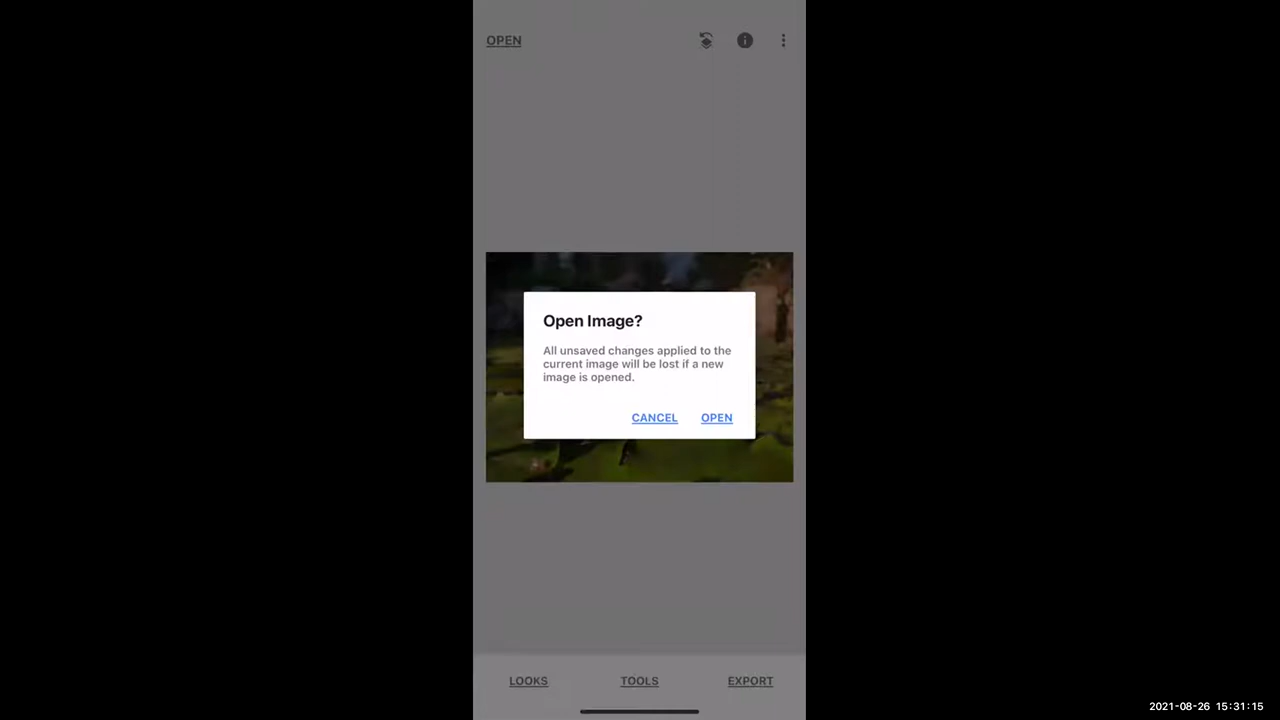 OPEN
Open Image?
All unsaved changes applied to the
current image will be lost if a new
image is opened.
CANCEL OPEN
LOOKS TOOLS EXPORT
2021-08-26 15:31:15